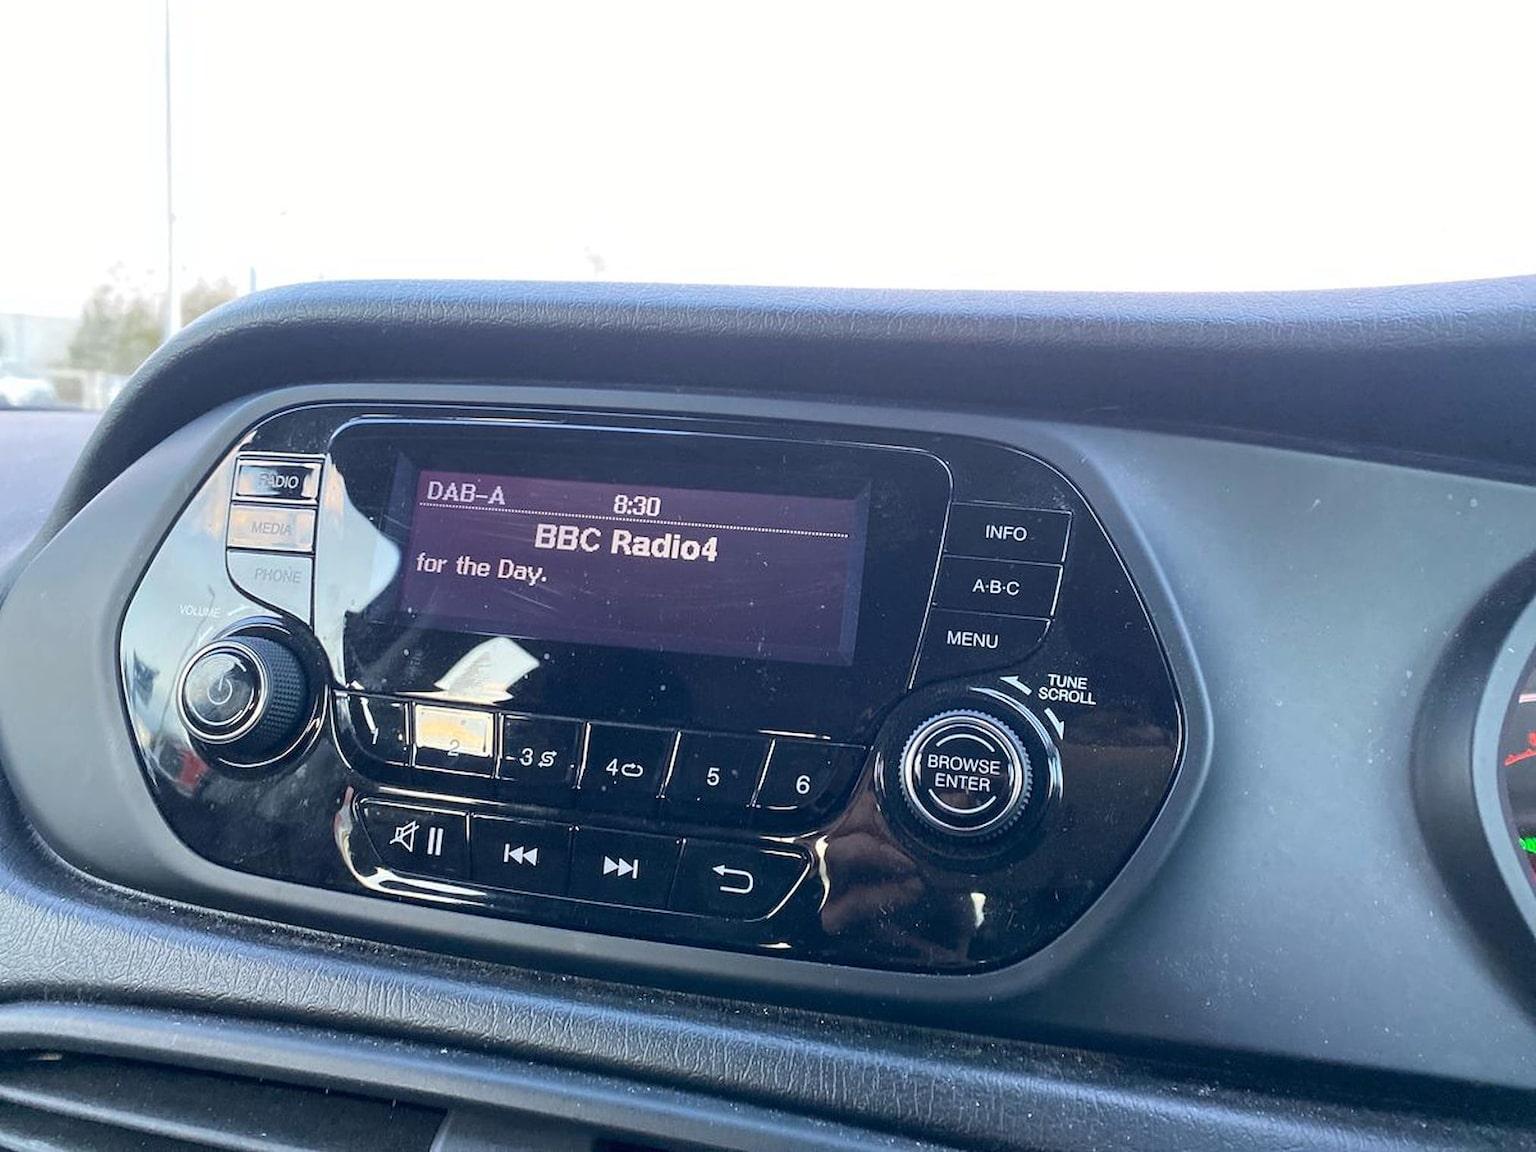 RADIO
MEDIA
PHONE
VOLUME
DAB-A
8:30
BBC Radio4
for the Day.
INFO
A·B·C
MENU
TUNE
SCROLL
BROWSE
ENTER
1
2
3
4
5
6